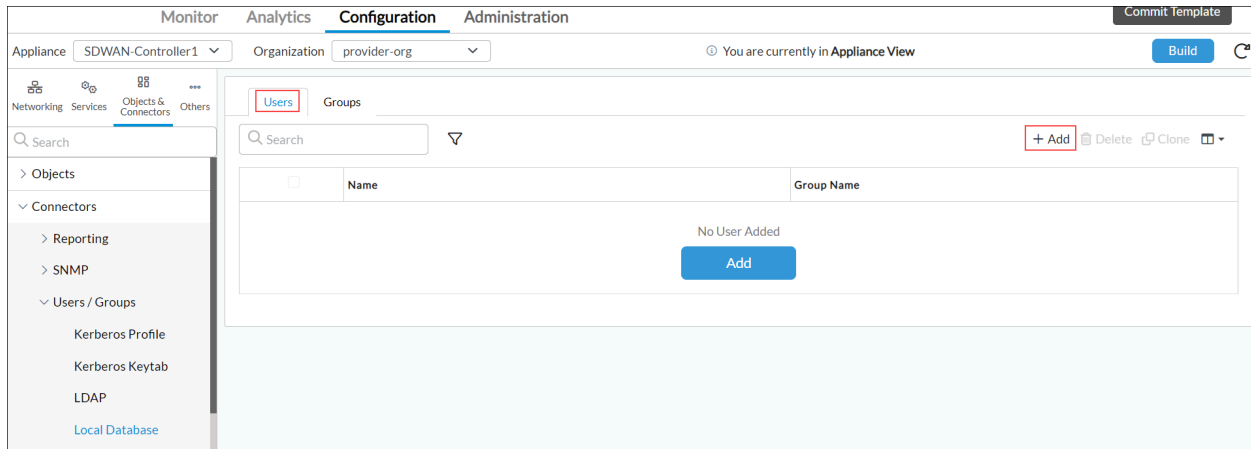 Monitor Analytics Configuration Administration Commit Template
Appliance SDWAN-Controller1 Organization provider-org You are currently in Appliance View Build
Networking Services Objects & Connectors Others
Users Groups
Search
Search + Add Delete Clone
Objects
Name Group Name
Connectors
Reporting
No User Added
SNMP
Add
Users / Groups
Kerberos Profile
Kerberos Keytab
LDAP
Local Database